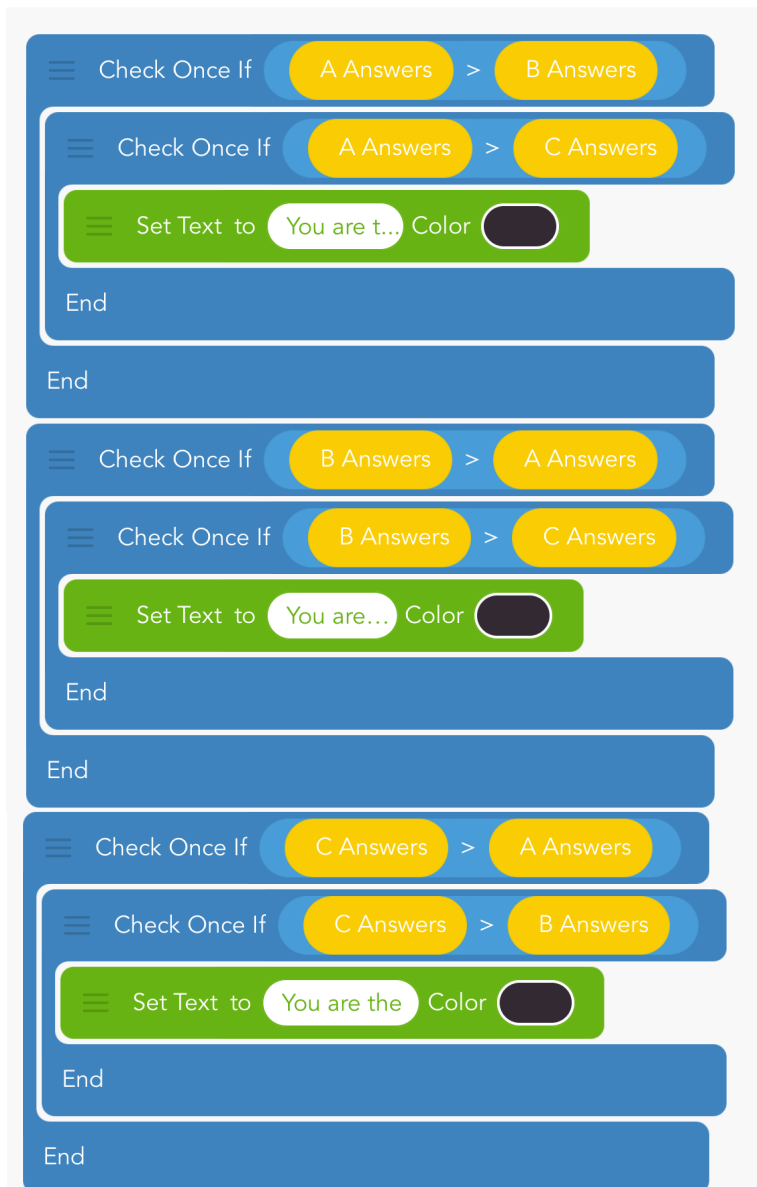 Check Once If A Answers > B Answers
Check Once If A Answers > C Answers
Set Text to You are t... Color
End
End
Check Once If B Answers > A Answers
Check Once If B Answers > C Answers
Set Text to You are... Color
End
End
Check Once If C Answers > A Answers
Check Once If C Answers > B Answers
Set Text to You are the Color
End
End